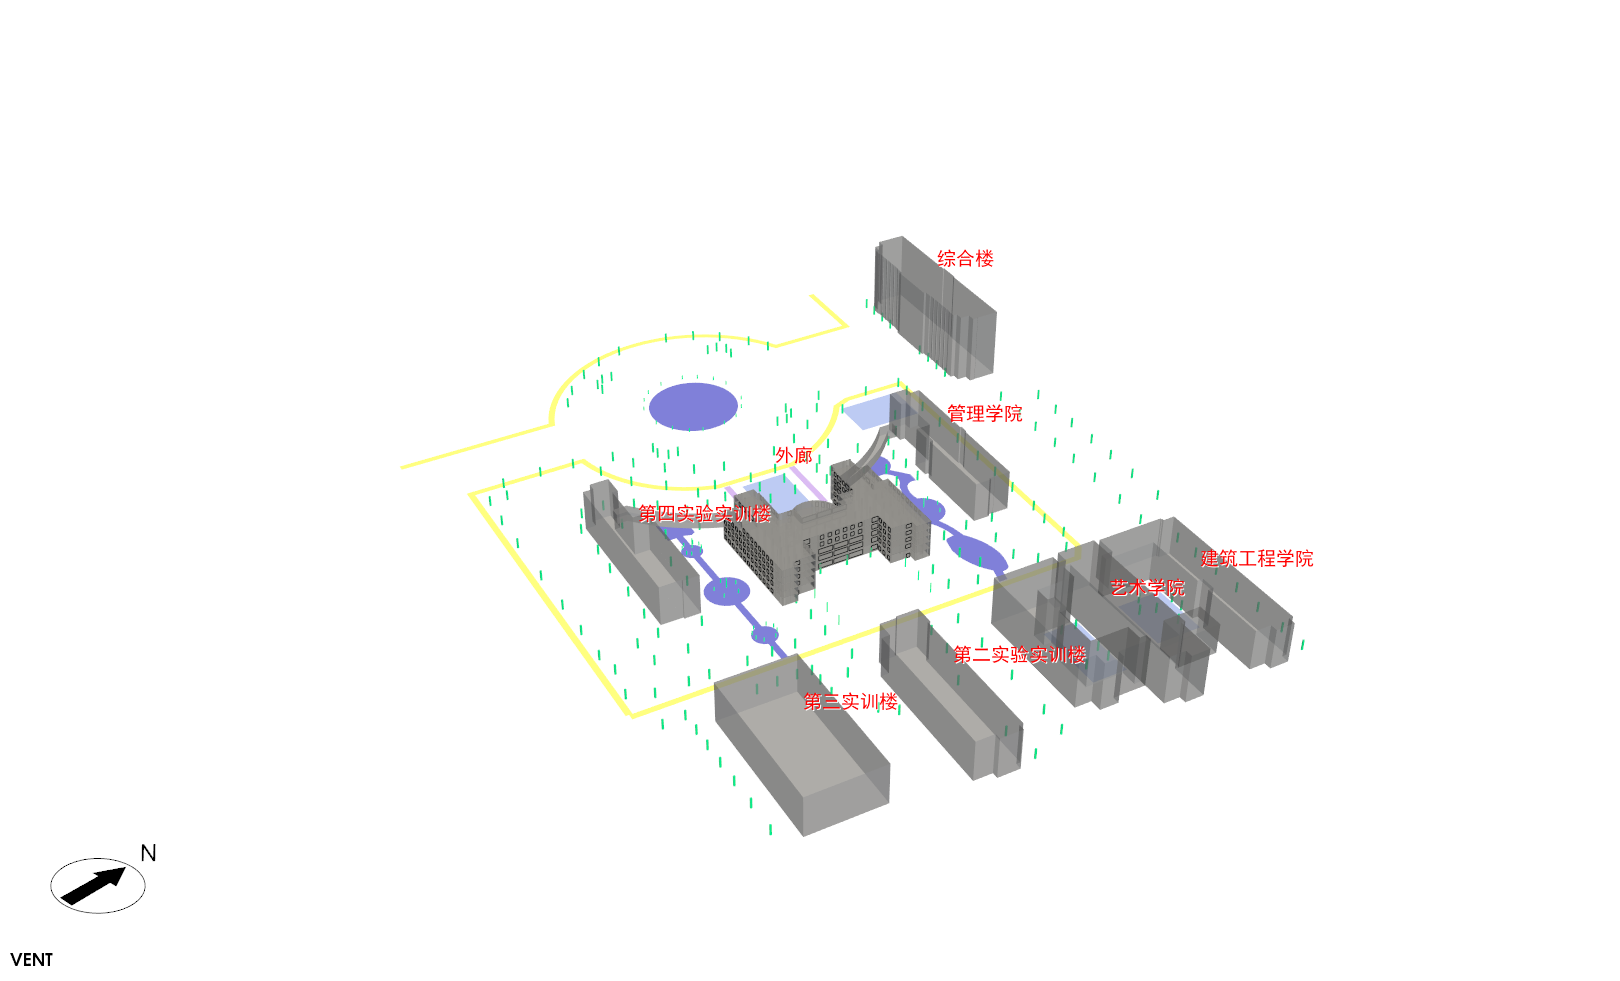 综合楼
管理学院
外廊
第四实验实训楼
建筑工程学院
艺术学院
第二实验实训楼
第三实训楼
N
VENT